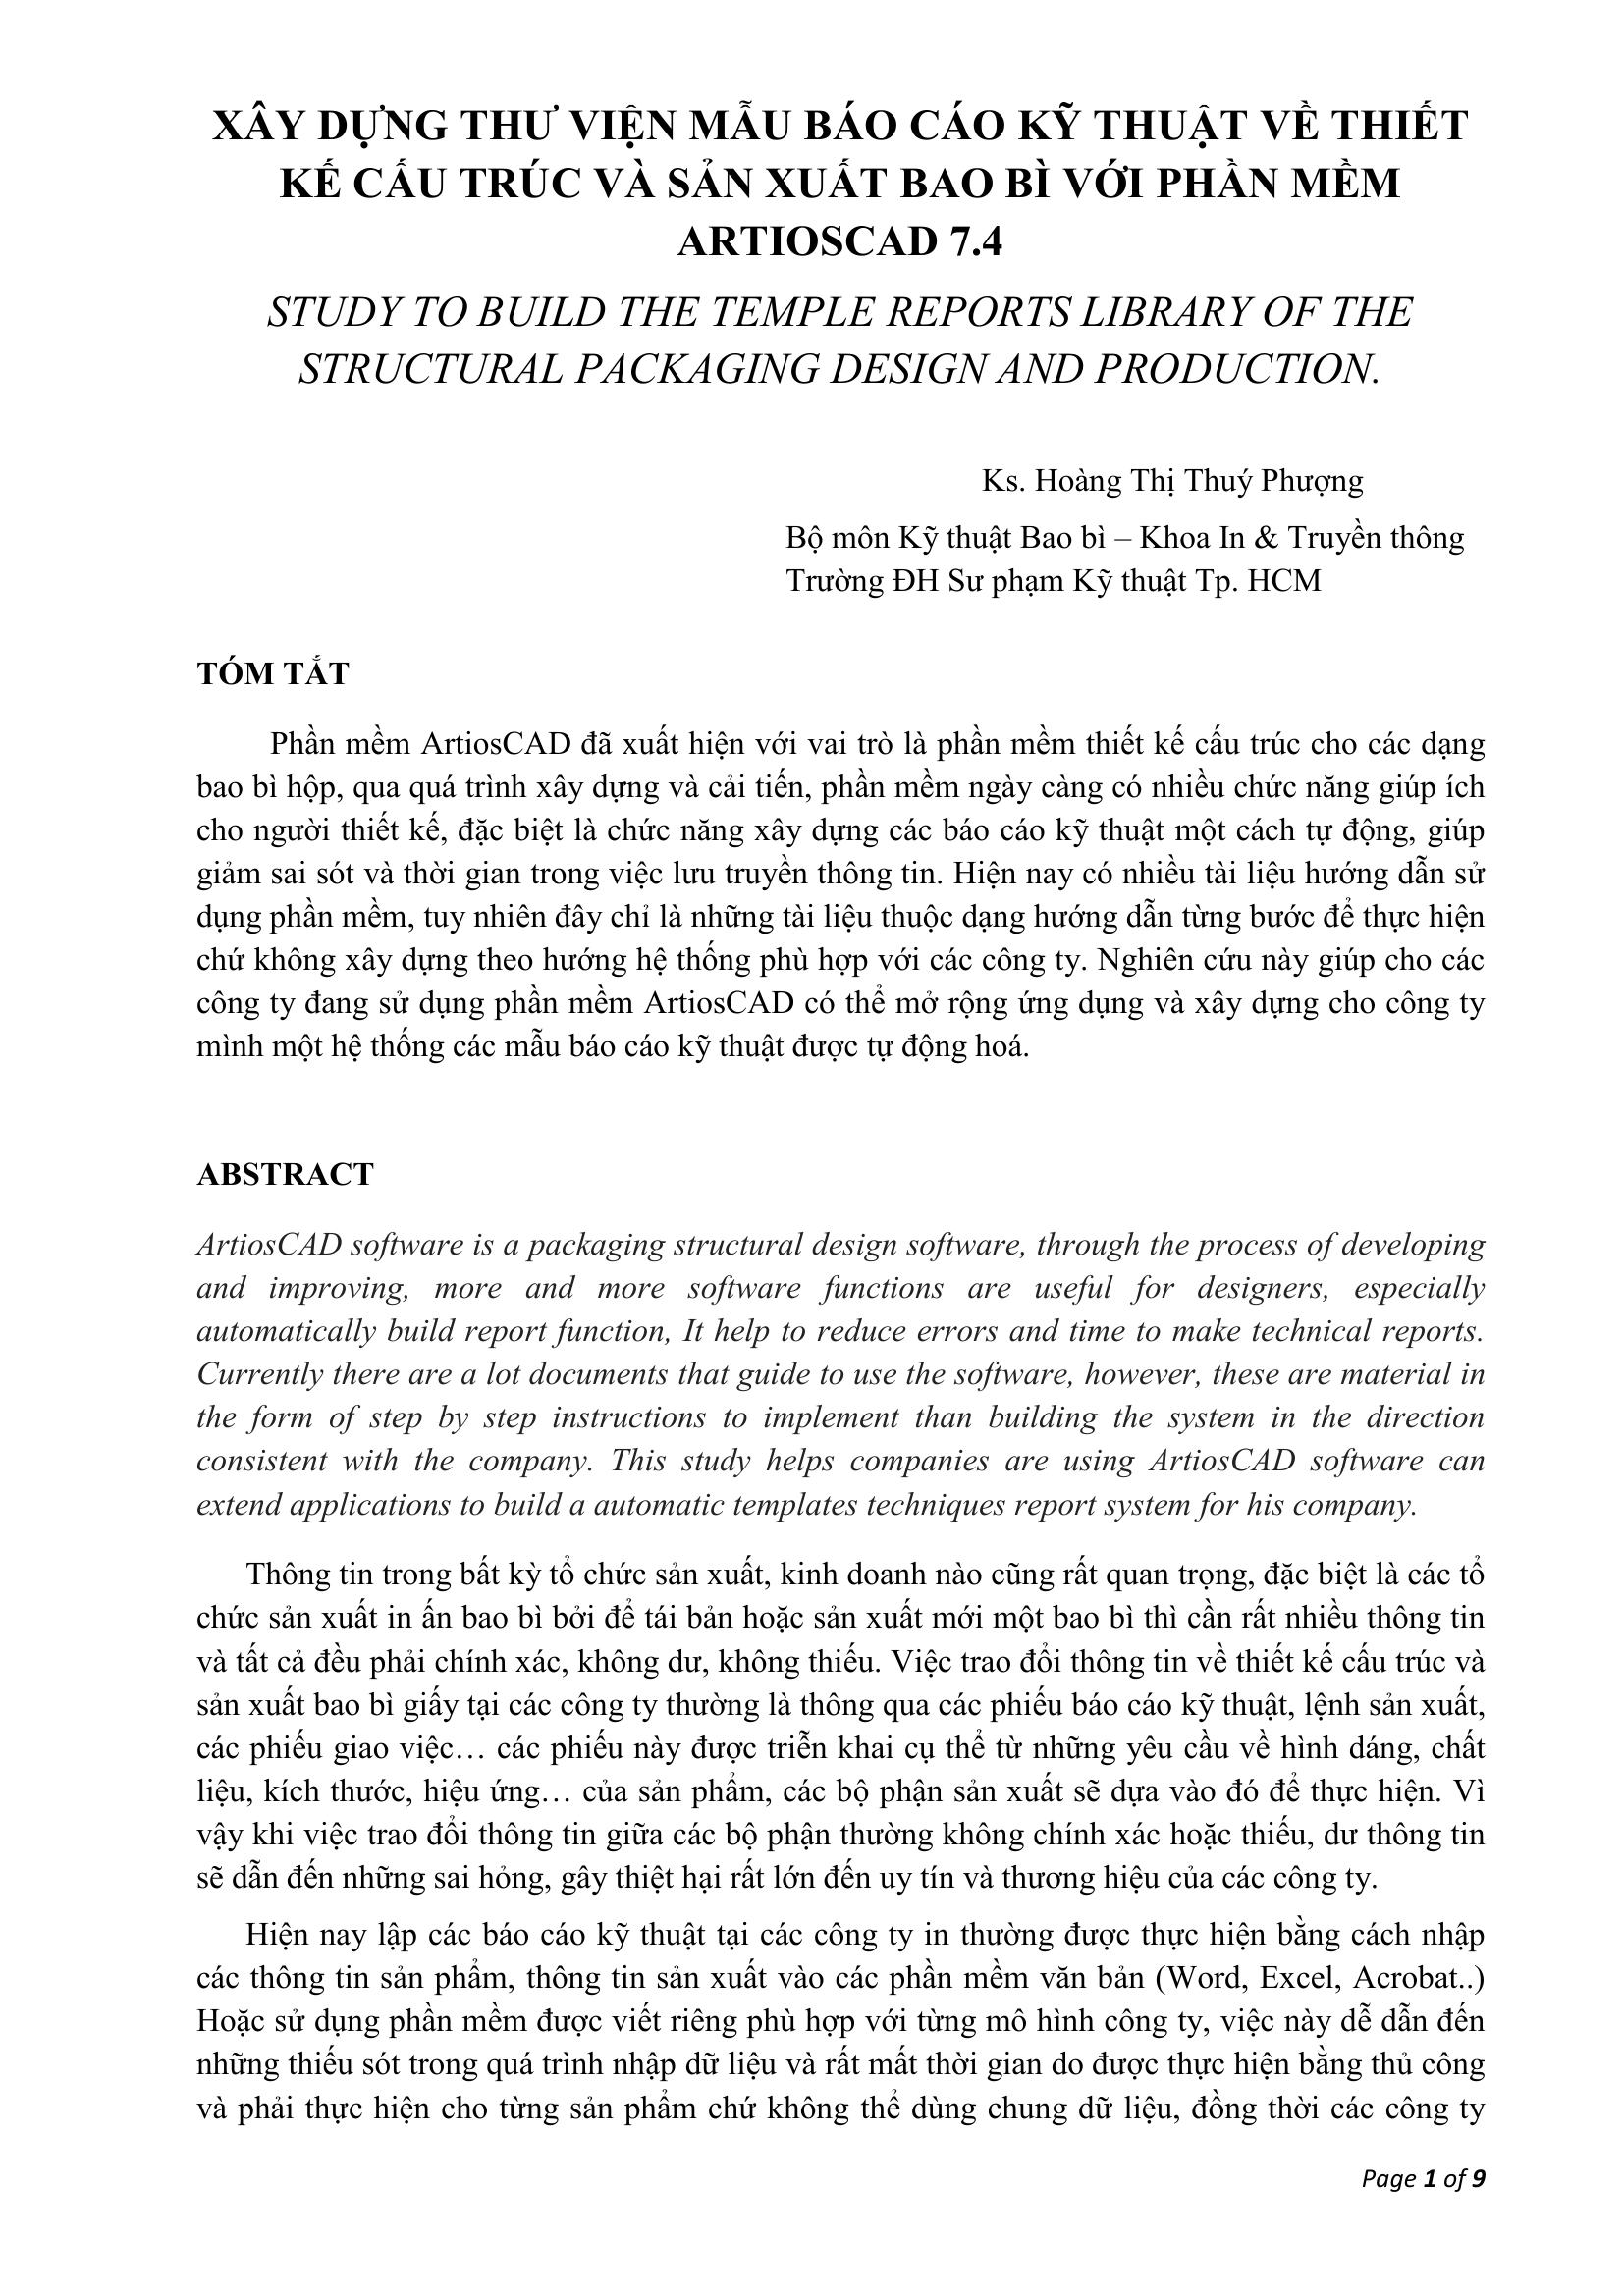 XÂY DỰNG THƯ VIỆN MẪU BÁO CÁO KỸ THUẬT VỀ THIẾT
KẾ CẤU TRÚC VÀ SẢN XUẤT BAO BÌ VỚI PHẦN MỀM
ARTIOSCAD 7.4
STUDY TO BUILD THE TEMPLE REPORTS LIBRARY OF THE
STRUCTURAL PACKAGING DESIGN AND PRODUCTION.
Ks. Hoàng Thị Thuý Phượng
Bộ môn Kỹ thuật Bao bì – Khoa In & Truyền thông
Trường ĐH Sư phạm Kỹ thuật Tp. HCM
TÓM TẮT
Phần mềm ArtiosCAD đã xuất hiện với vai trò là phần mềm thiết kế cấu trúc cho các dạng
bao bì hộp, qua quá trình xây dựng và cải tiến, phần mềm ngày càng có nhiều chức năng giúp ích
cho người thiết kế, đặc biệt là chức năng xây dựng các báo cáo kỹ thuật một cách tự động, giúp
giảm sai sót và thời gian trong việc lưu truyền thông tin. Hiện nay có nhiều tài liệu hướng dẫn sử
dụng phần mềm, tuy nhiên đây chỉ là những tài liệu thuộc dạng hướng dẫn từng bước để thực hiện
chứ không xây dựng theo hướng hệ thống phù hợp với các công ty. Nghiên cứu này giúp cho các
công ty đang sử dụng phần mềm ArtiosCAD có thể mở rộng ứng dụng và xây dựng cho công ty
mình một hệ thống các mẫu báo cáo kỹ thuật được tự động hoá.
ABSTRACT
ArtiosCAD software is a packaging structural design software, through the process of developing
and improving, more and more software functions are useful for designers, especially
automatically build report function, It help to reduce errors and time to make technical reports.
Currently there are a lot documents that guide to use the software, however, these are material in
the form of step by step instructions to implement than building the system in the direction
consistent with the company. This study helps companies are using ArtiosCAD software can
extend applications to build a automatic templates techniques report system for his company.
Thông tin trong bất kỳ tổ chức sản xuất, kinh doanh nào cũng rất quan trọng, đặc biệt là các tổ
chức sản xuất in ấn bao bì bởi để tái bản hoặc sản xuất mới một bao bì thì cần rất nhiều thông tin
và tất cả đều phải chính xác, không dư, không thiếu. Việc trao đổi thông tin về thiết kế cấu trúc và
sản xuất bao bì giấy tại các công ty thường là thông qua các phiếu báo cáo kỹ thuật, lệnh sản xuất,
các phiếu giao việc… các phiếu này được triễn khai cụ thể từ những yêu cầu về hình dáng, chất
liệu, kích thước, hiệu ứng… của sản phẩm, các bộ phận sản xuất sẽ dựa vào đó để thực hiện. Vì
vậy khi việc trao đổi thông tin giữa các bộ phận thường không chính xác hoặc thiếu, dư thông tin
sẽ dẫn đến những sai hỏng, gây thiệt hại rất lớn đến uy tín và thương hiệu của các công ty.
Hiện nay lập các báo cáo kỹ thuật tại các công ty in thường được thực hiện bằng cách nhập
các thông tin sản phẩm, thông tin sản xuất vào các phần mềm văn bản (Word, Excel, Acrobat..)
Hoặc sử dụng phần mềm được viết riêng phù hợp với từng mô hình công ty, việc này dễ dẫn đến
những thiếu sót trong quá trình nhập dữ liệu và rất mất thời gian do được thực hiện bằng thủ công
và phải thực hiện cho từng sản phẩm chứ không thể dùng chung dữ liệu, đồng thời các công ty
Page 1 of 9